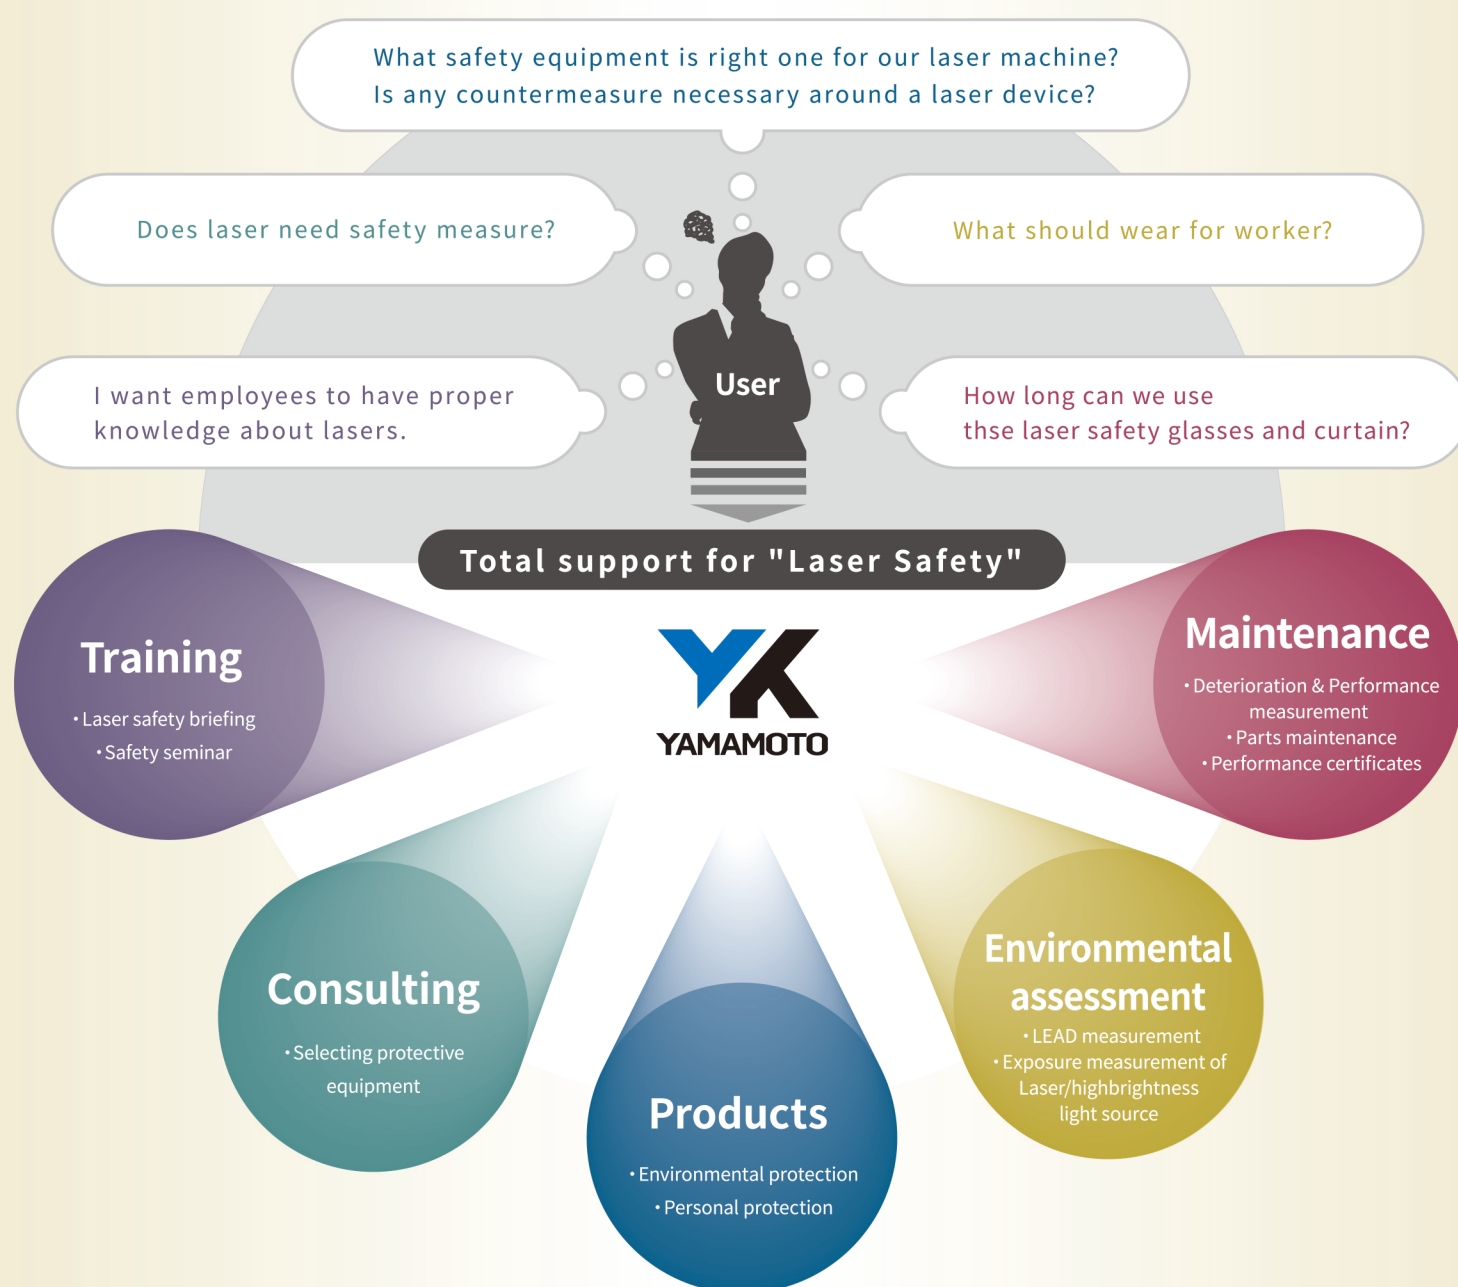 What safety equipment is right one for our laser machine?
Is any countermeasure necessary around a laser device?
Does laser need safety measure?
What should wear for worker?
I want employees to have proper
knowledge about lasers.
User
How long can we use
thse laser safety glasses and curtain?
Total support for "Laser Safety"
YK
YAMAMOTO
Training
・Laser safety briefing
・Safety seminar
Consulting
・Selecting protective
equipment
Products
・Environmental protection
・Personal protection
Environmental
assessment
・LEAD measurement
・Exposure measurement of
Laser/highbrightness
light source
Maintenance
・Deterioration & Performance
measurement
・Parts maintenance
・Performance certificates